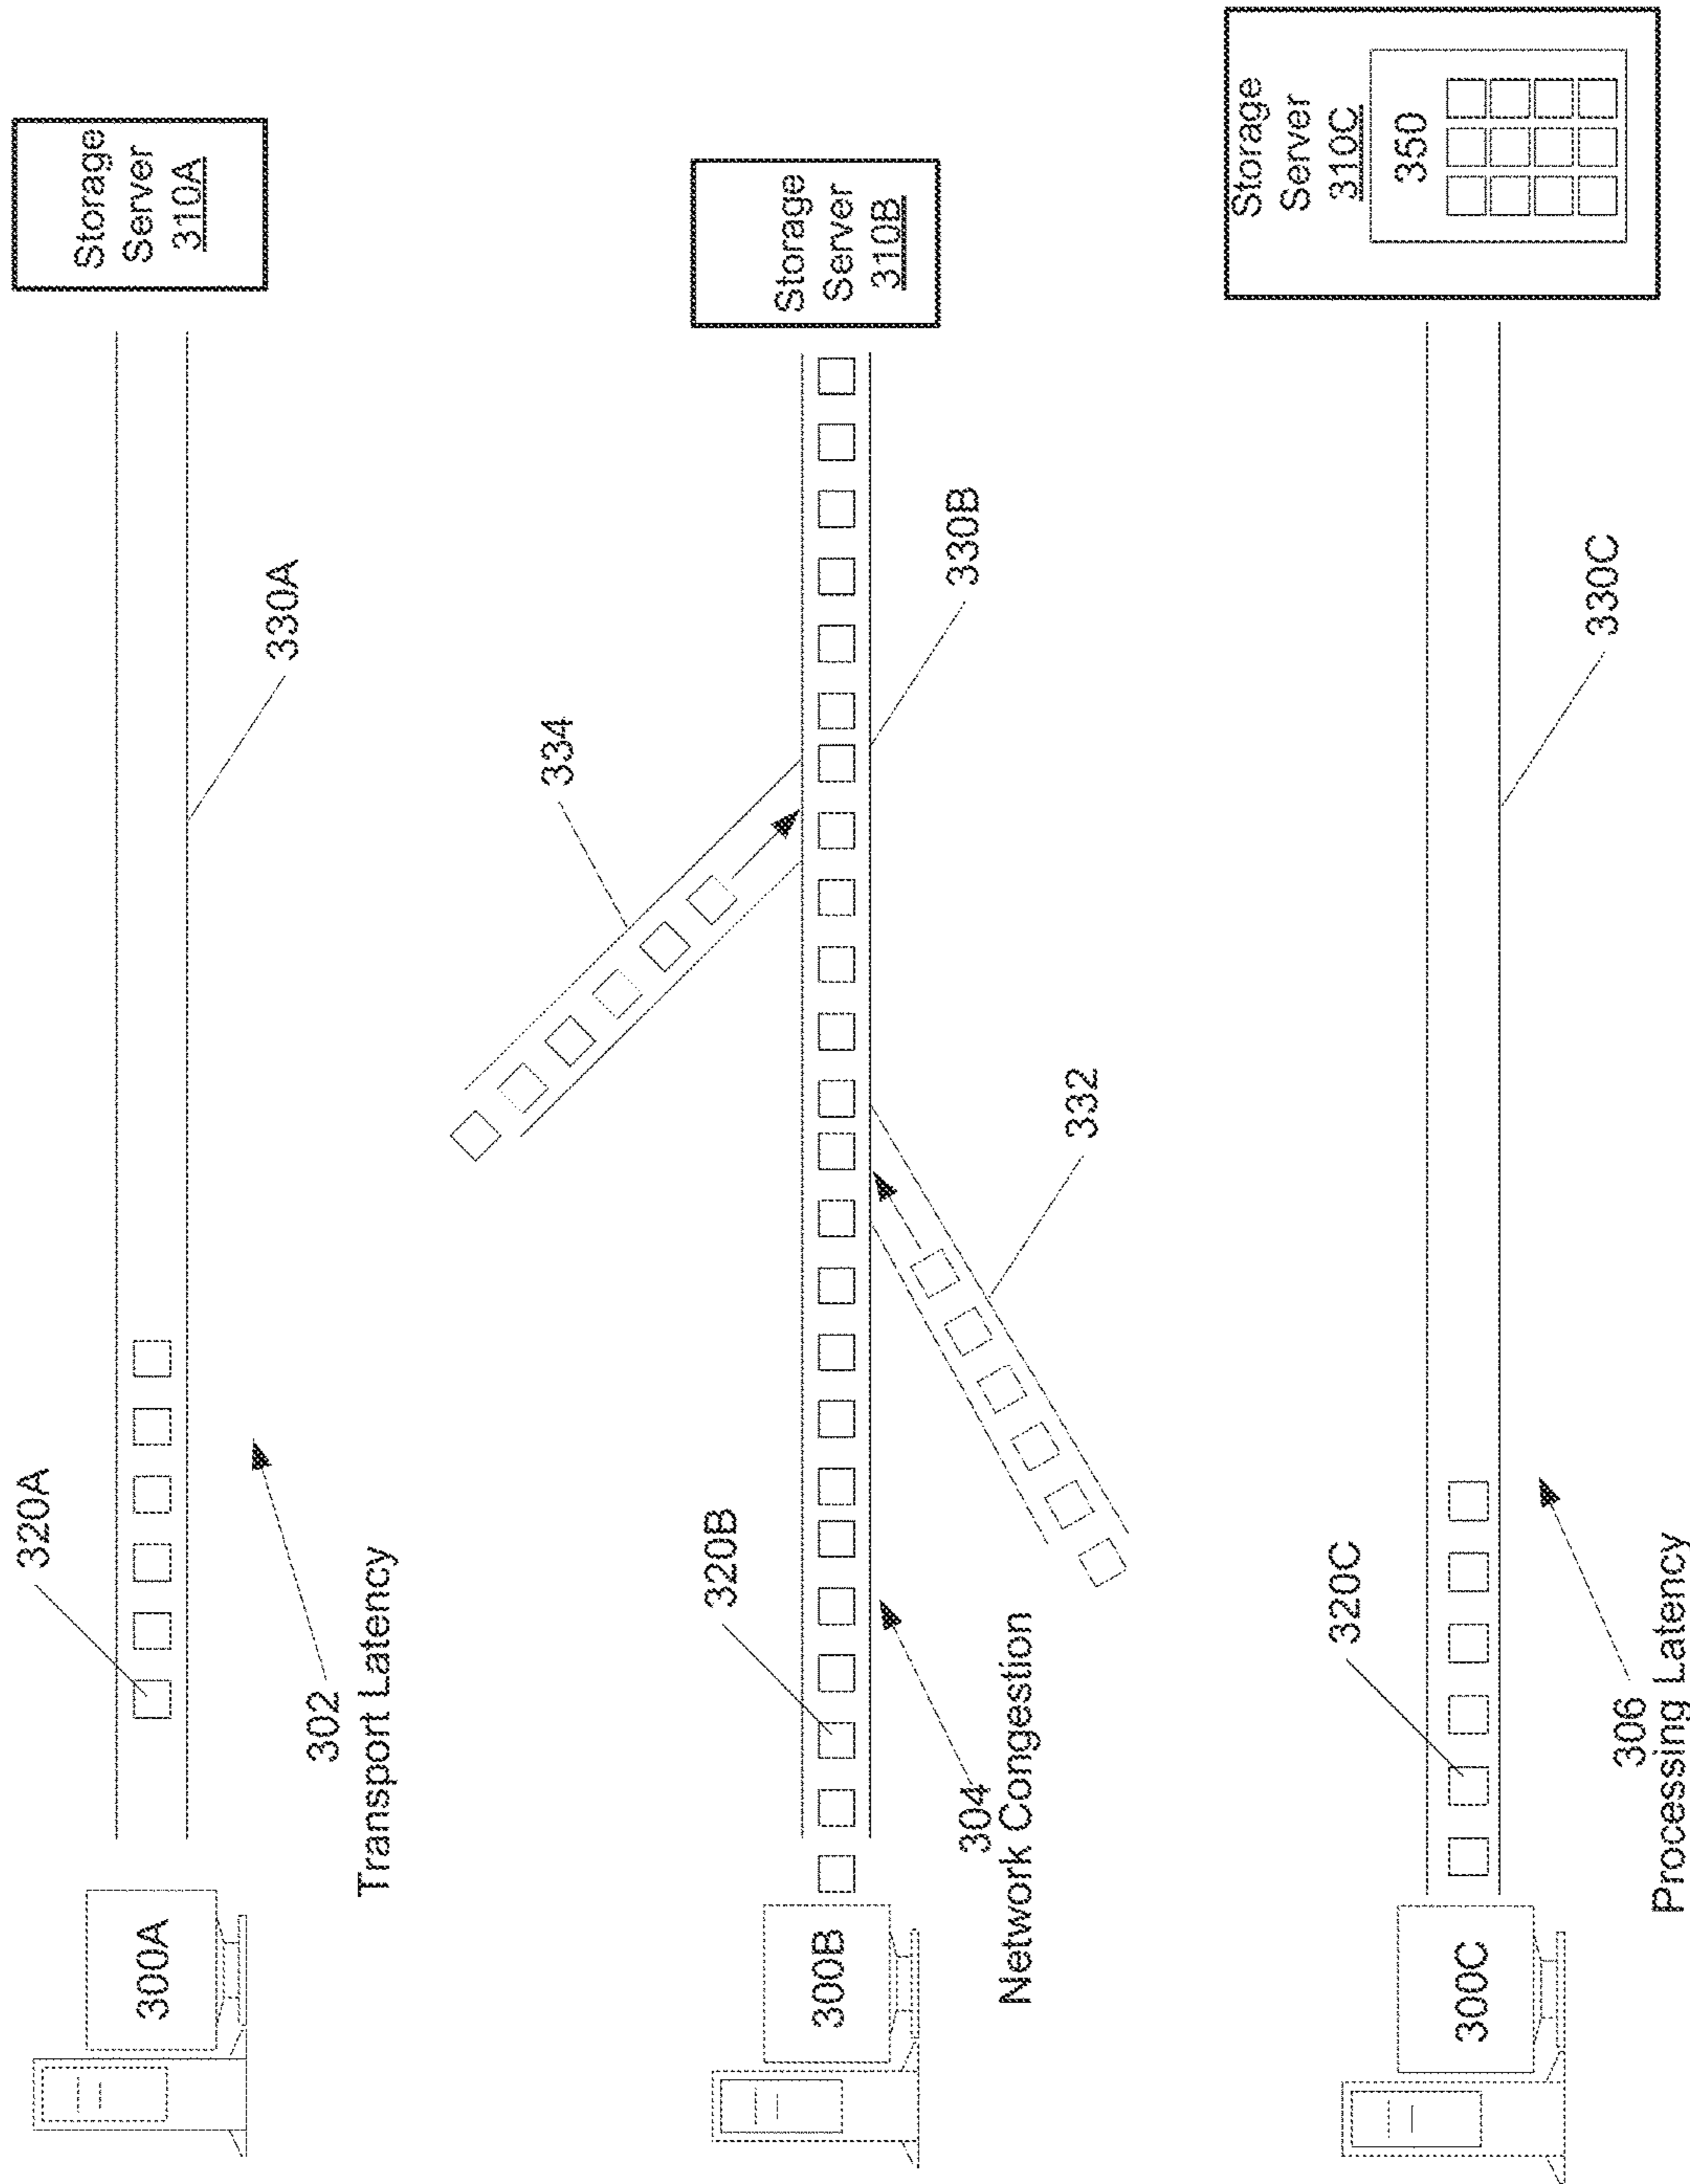 300A
320A
302
Transport Latency
330A
Storage
Server
310A
300B
320B
304
Network Congestion
334
332
330B
Storage
Server
310B
300C
320C
306
Processing Latency
330C
Storage
Server
310C
350